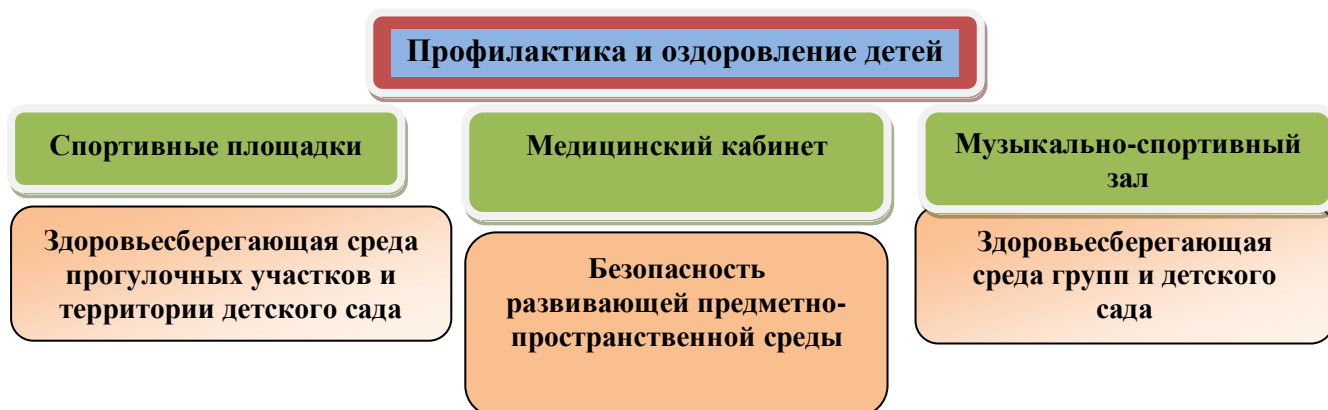 Профилактика и оздоровление детей
Спортивные площадки
Медицинский кабинет
Музыкально-спортивный
зал
Здоровьесберегающая среда
прогулочных участков и
территории детского сада
Безопасность
развивающей предметно-
пространственной среды
Здоровьесберегающая
среда групп и детского
сада